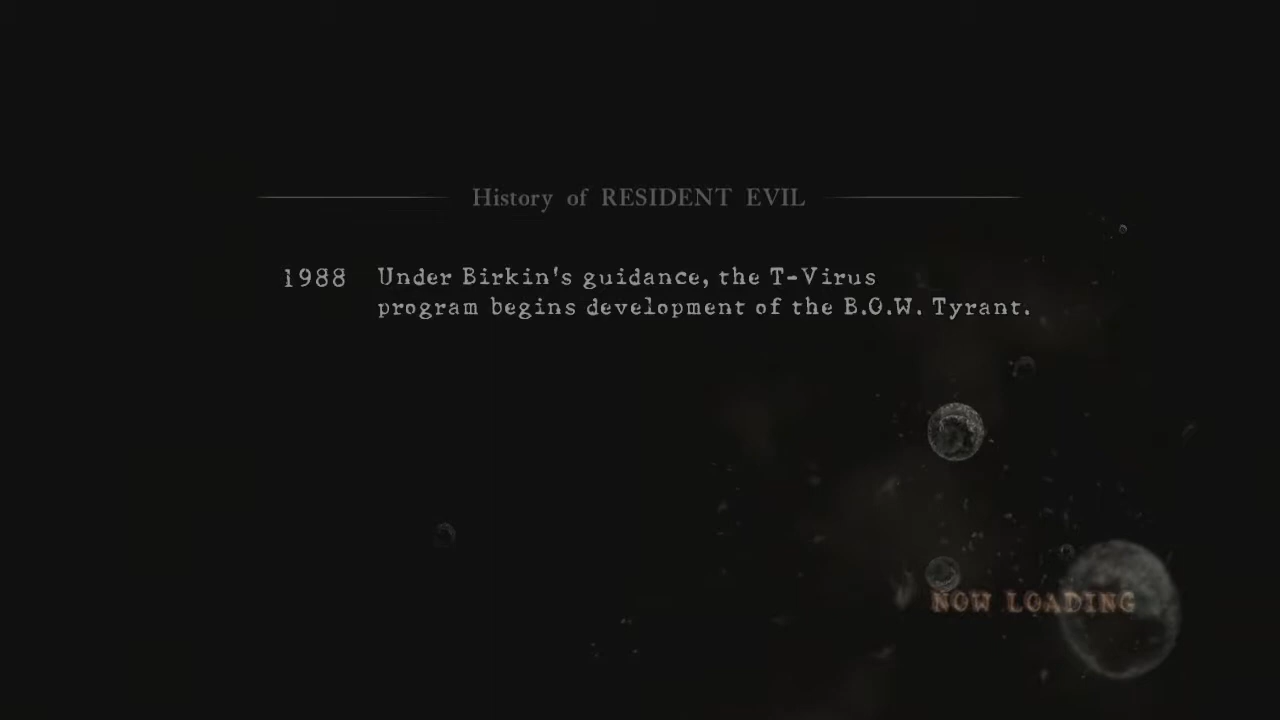 History of RESIDENT EVIL
1988 Under Birkin's guidance, the T-Virus
program begins development of the B.O.W. Tyrant.
NOW LOADING